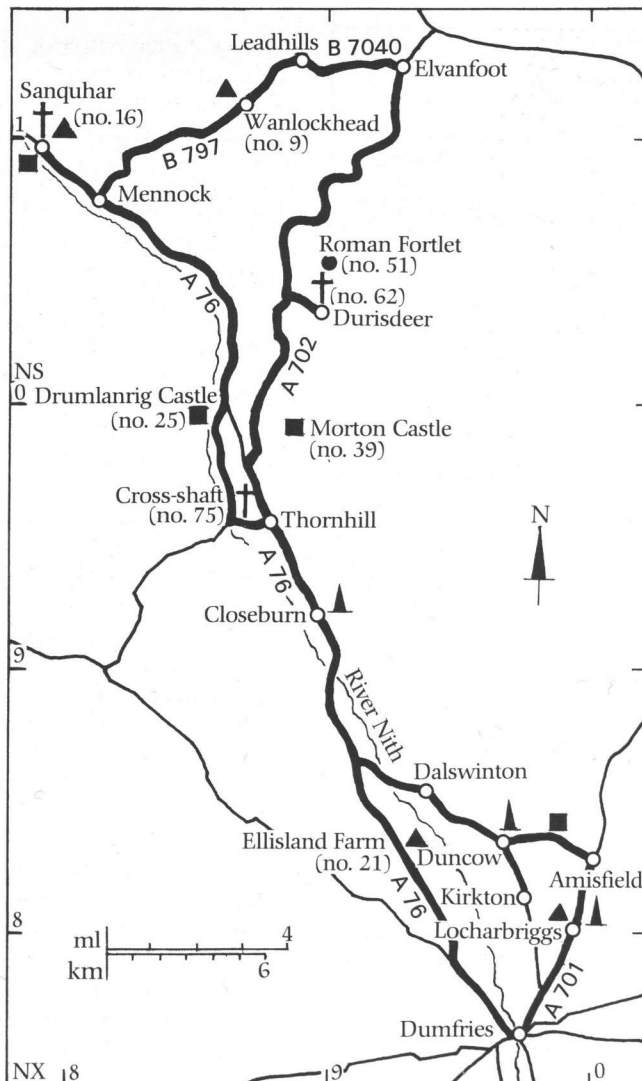 Leadhills
B 7040
Elvanfoot
Sanquhar
(no. 16)
Wanlockhead
(no. 9)
1
B 797
Mennock
Roman Fortlet
(no. 51)
(no. 62)
Durisdeer
A 76
A 702
NS
0
Drumlanrig Castle
(no. 25)
Morton Castle
(no. 39)
Cross-shaft
(no. 75)
Thornhill
N
A 76
Closeburn
9
River Nith
Dalswinton
Ellisland Farm
(no. 21)
Duncow
Amisfield
Kirkton
A 76
8
Locharbriggs
ml
4
km
6
A 701
Dumfries
NX
8
9
0